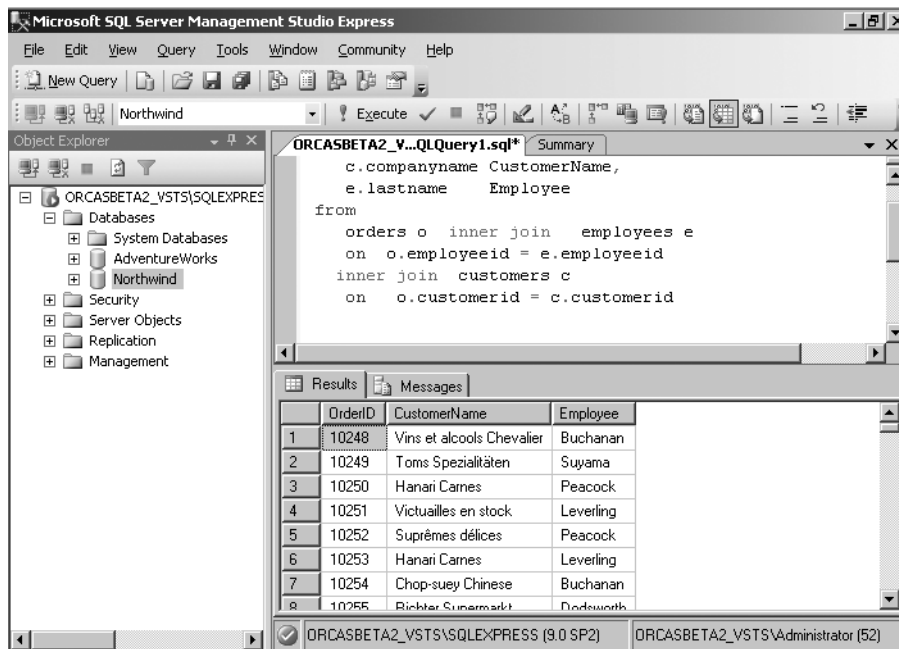 Microsoft SQL Server Management Studio Express
File Edit View Query Tools Window Community Help
New Query
Northwind Execute
Object Explorer
ORCASBETA2_VSTS\SQLEXPRES
Databases
System Databases
AdventureWorks
Northwind
Security
Server Objects
Replication
Management
ORCASBETA2_V...QLQuery1.sql* Summary
c.companyname CustomerName,
e.lastname Employee
from
orders o inner join employees e
on o.employeeid = e.employeeid
inner join customers c
on o.customerid = c.customerid
Results Messages
OrderID CustomerName Employee
1 10248 Vins et alcools Chevalier Buchanan
2 10249 Toms Spezialitäten Suyama
3 10250 Hanari Carnes Peacock
4 10251 Victuailles en stock Leverling
5 10252 Suprêmes délices Peacock
6 10253 Hanari Carnes Leverling
7 10254 Chop-suey Chinese Buchanan
8 10255 Richter Supermarkt Dodsworth
ORCASBETA2_VSTS\SQLEXPRESS (9.0 SP2) ORCASBETA2_VSTS\Administrator (52)